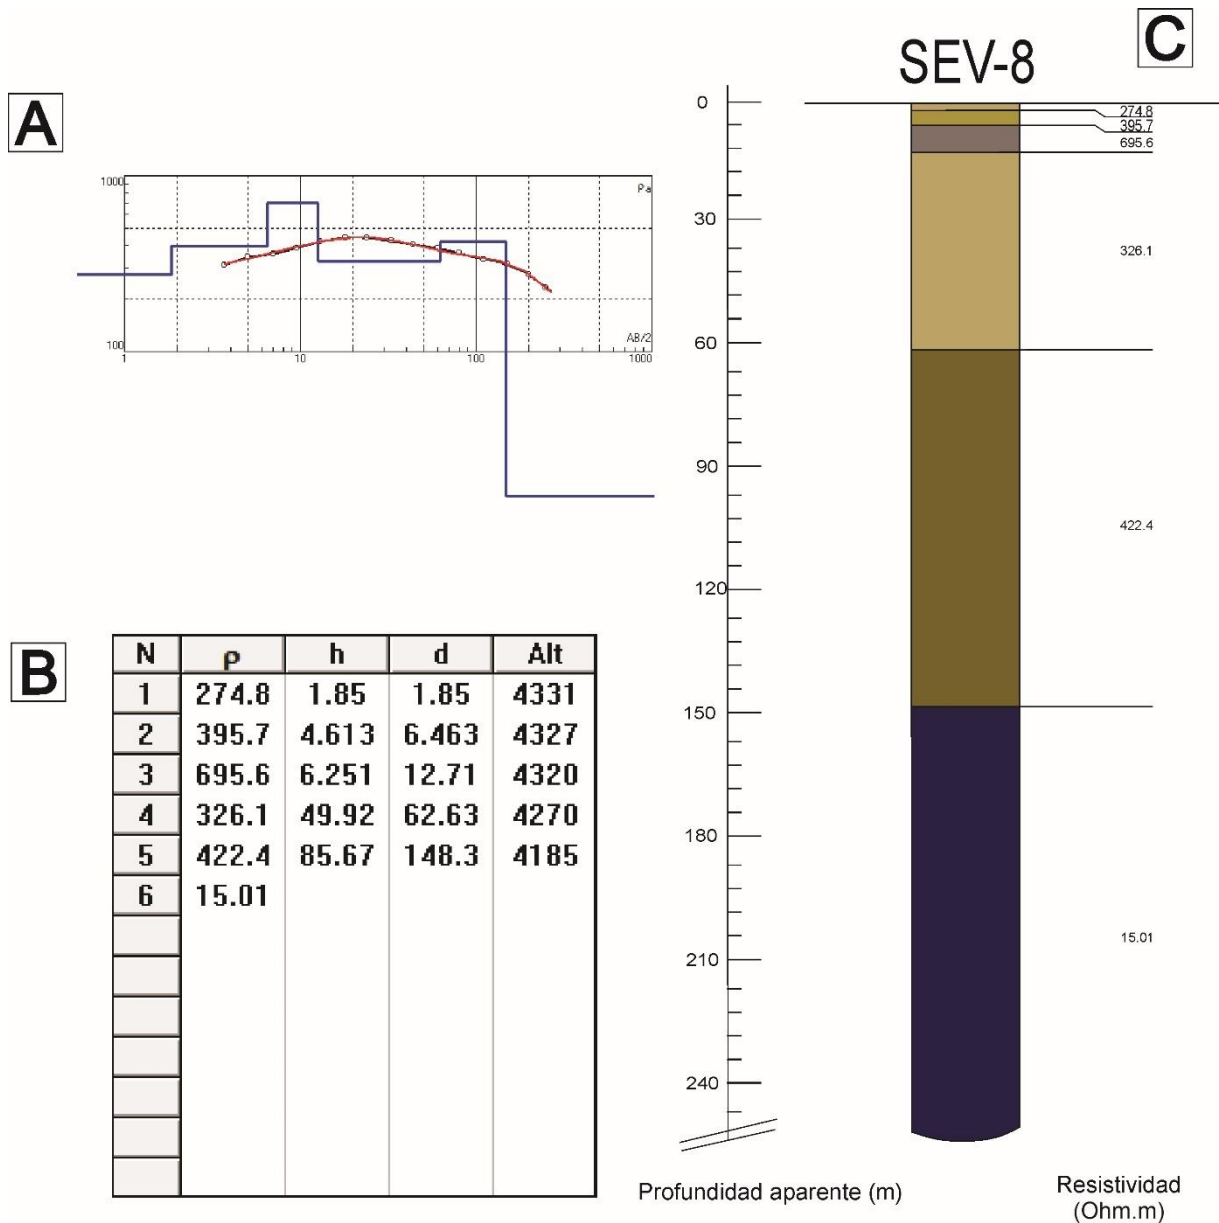 A
1000
ρa
100
AB/2
1
10
100
1000
B
N ρ h d Alt
1 274.8 1.85 1.85 4331
2 395.7 4.613 6.463 4327
3 695.6 6.251 12.71 4320
4 326.1 49.92 62.63 4270
5 422.4 85.67 148.3 4185
6 15.01
C
SEV-8
0
30
60
90
120
150
180
210
240
274.8
395.7
695.6
326.1
422.4
15.01
Profundidad aparente (m)
Resistividad
(Ohm.m)